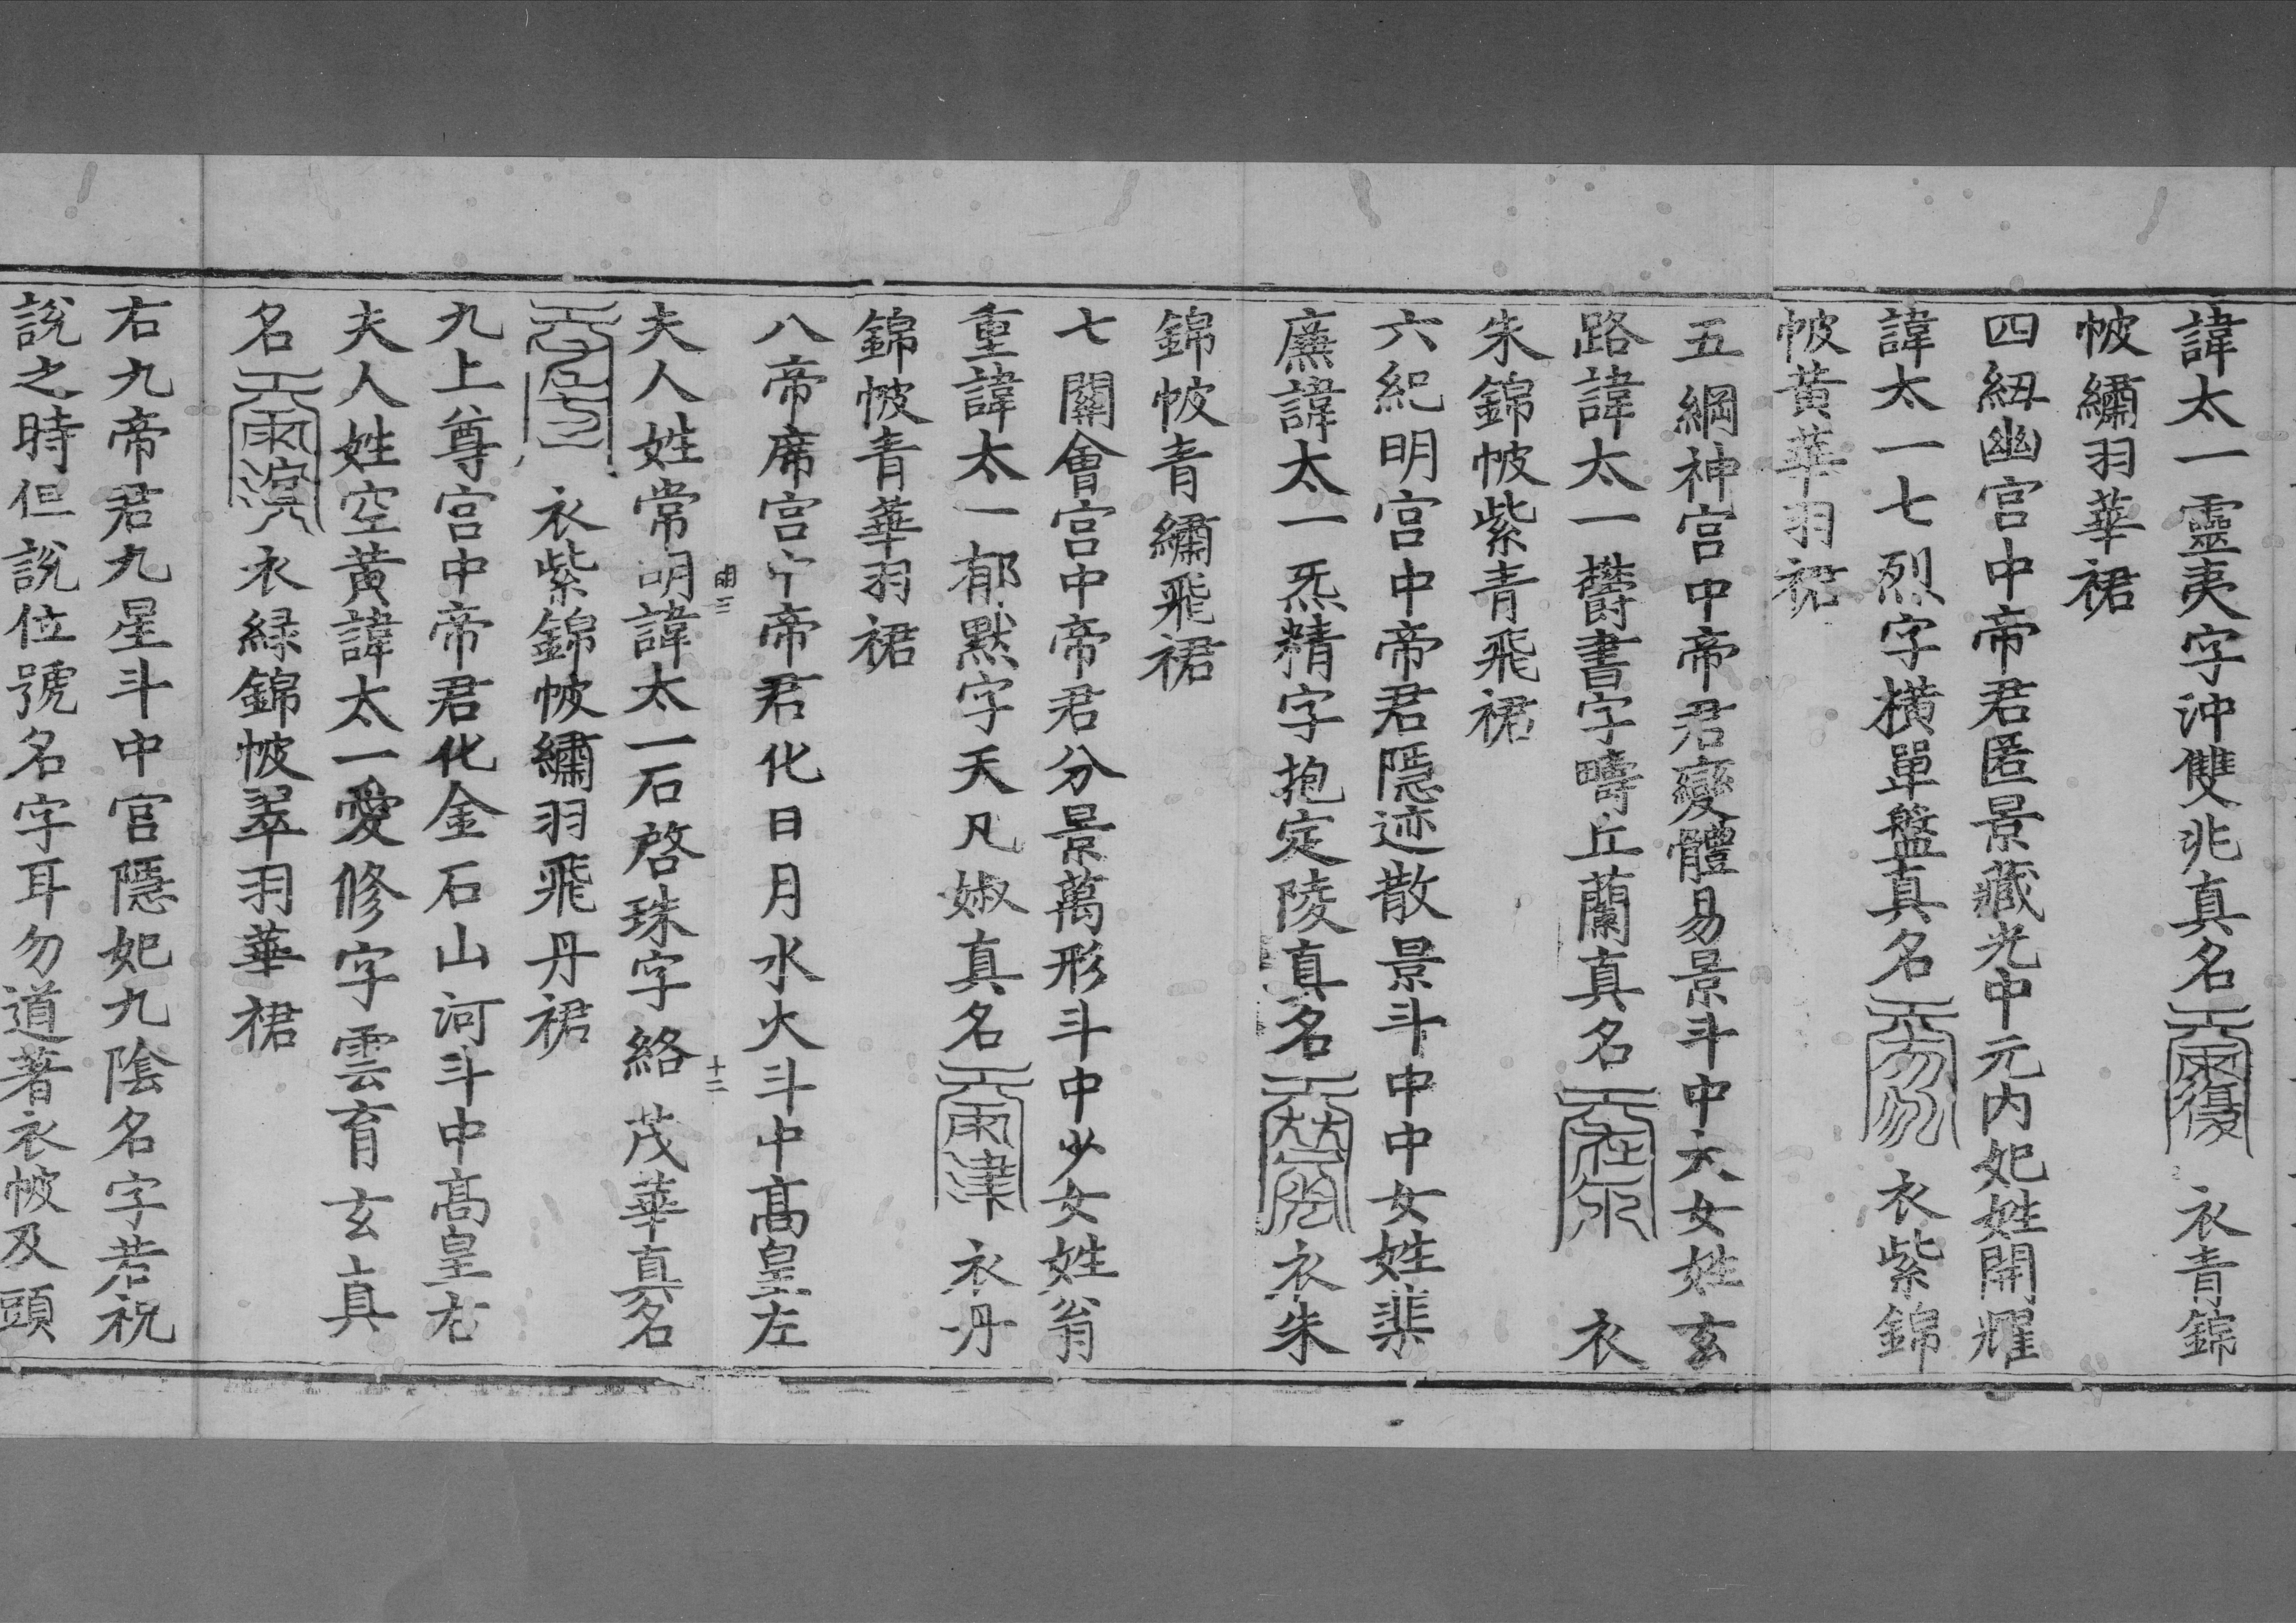 諱太一靈夷字沖雙兆真名 衣青錦
帔繡羽華裙
四紐幽宮中帝君匿景藏光中元內妃姓開耀
諱太一七烈字橫單盤真名 衣紫錦
帔黃華羽裙
五綱神宮中帝君變體易景斗中大女姓玄
路諱太一欝書字疇丘蘭真名 衣
朱錦帔紫青飛裙
六紀明宮中帝君隱迹散景斗中中女姓棐
廉諱太一炁精字抱定陵真名 衣朱
錦帔青繡飛裙
七關會宮中帝君分景萬形斗中少女姓翁
重諱太一郁默字天凡婌真名 衣丹
錦帔青華羽裙
八帝席宮中帝君化日月水火斗中高皇左
夫人姓常明諱太一石啓珠字絡茂華真名
衣紫錦帔繡羽飛丹裙
九上尊宮中帝君化金石山河斗中高皇右
夫人姓空黃諱太一愛修字雲育玄真
名 衣綠錦帔翠羽華裙
右九帝君九星斗中官隱妃九陰名字若祝
說之時但說位號名字耳勿道著衣帔及頭
十二